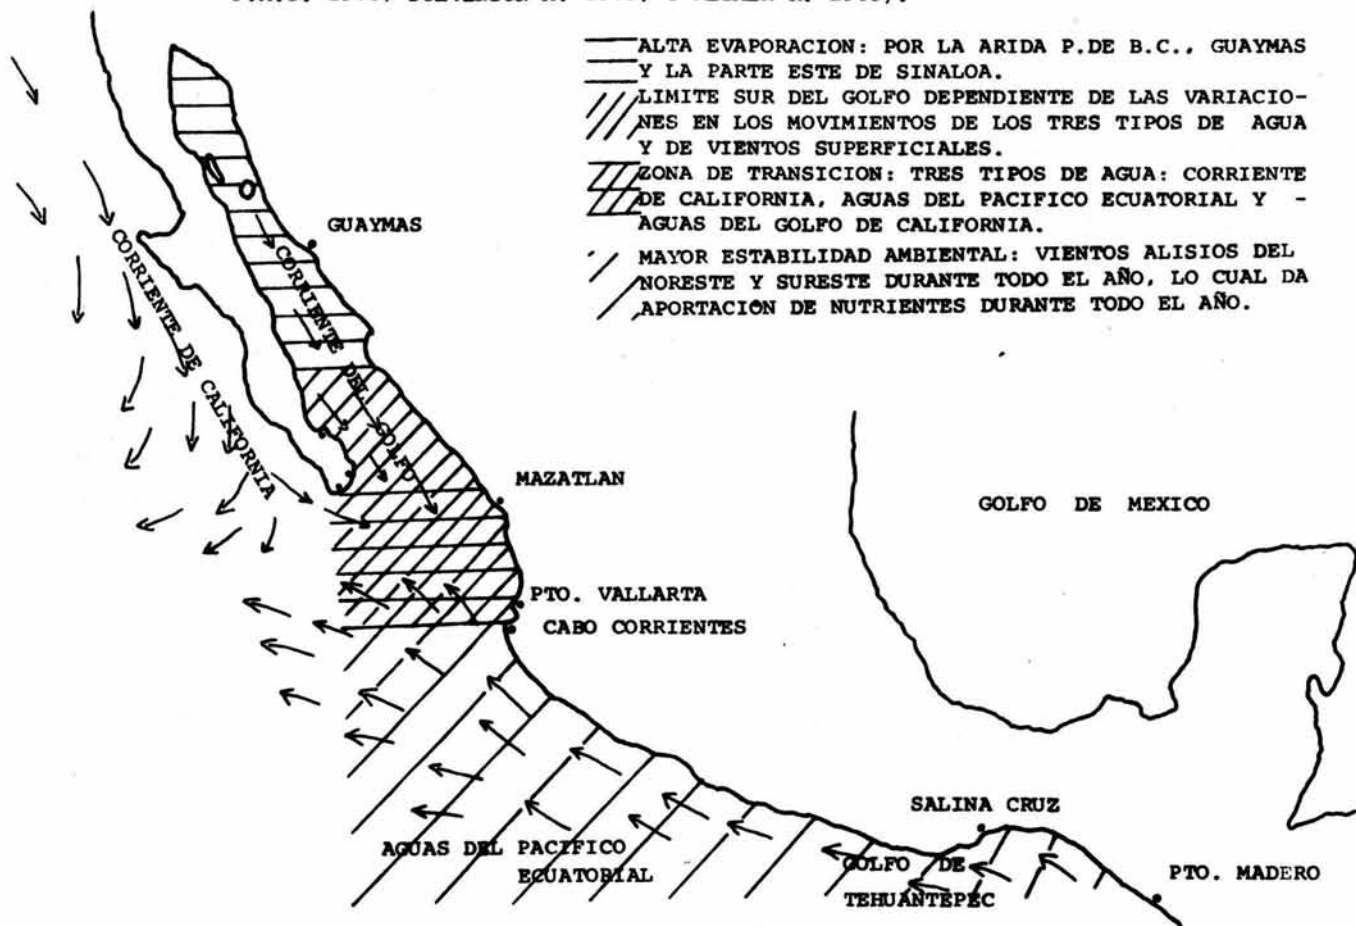 ALTA EVAPORACION: POR LA ARIDA P.DE B.C., GUAYMAS
Y LA PARTE ESTE DE SINALOA.
LIMITE SUR DEL GOLFO DEPENDIENTE DE LAS VARIACIO-
NES EN LOS MOVIMIENTOS DE LOS TRES TIPOS DE AGUA
Y DE VIENTOS SUPERFICIALES.
ZONA DE TRANSICION: TRES TIPOS DE AGUA: CORRIENTE
DE CALIFORNIA, AGUAS DEL PACIFICO ECUATORIAL Y -
AGUAS DEL GOLFO DE CALIFORNIA.
MAYOR ESTABILIDAD AMBIENTAL: VIENTOS ALISIOS DEL
NORESTE Y SURESTE DURANTE TODO EL AÑO, LO CUAL DA
APORTACIÓN DE NUTRIENTES DURANTE TODO EL AÑO.
GUAYMAS
CORRIENTE DE CALIFORNIA
CORRIENTE DEL GOLFO
MAZATLAN
GOLFO DE MEXICO
PTO. VALLARTA
CABO CORRIENTES
SALINA CRUZ
AGUAS DEL PACIFICO
ECUATORIAL
GOLFO DE
TEHUANTEPEC
PTO. MADERO